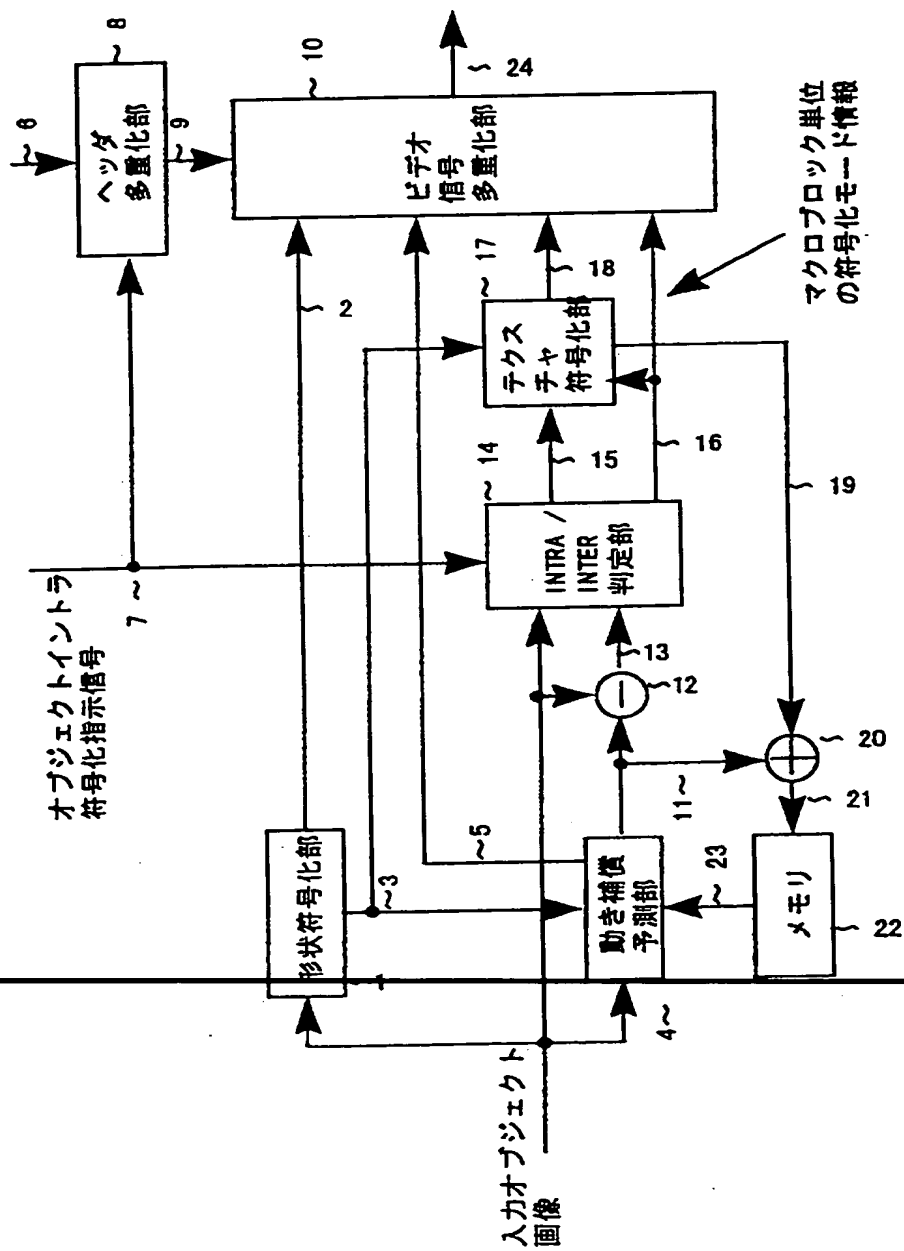 6
8
ヘッダ
多重化部
9
10
24
ビデオ
信号
多重化部
オブジェクトイントラ
符号化指示信号
7
2
17
テクス
チャ
符号化部
18
マクロブロック単位
の符号化モード情報
14
INTRA /
INTER
判定部
15
16
19
13
12
20
11
21
形状符号化部
1
3
5
動き補償
予測部
4
23
メモリ
22
入力オブジェクト
画像